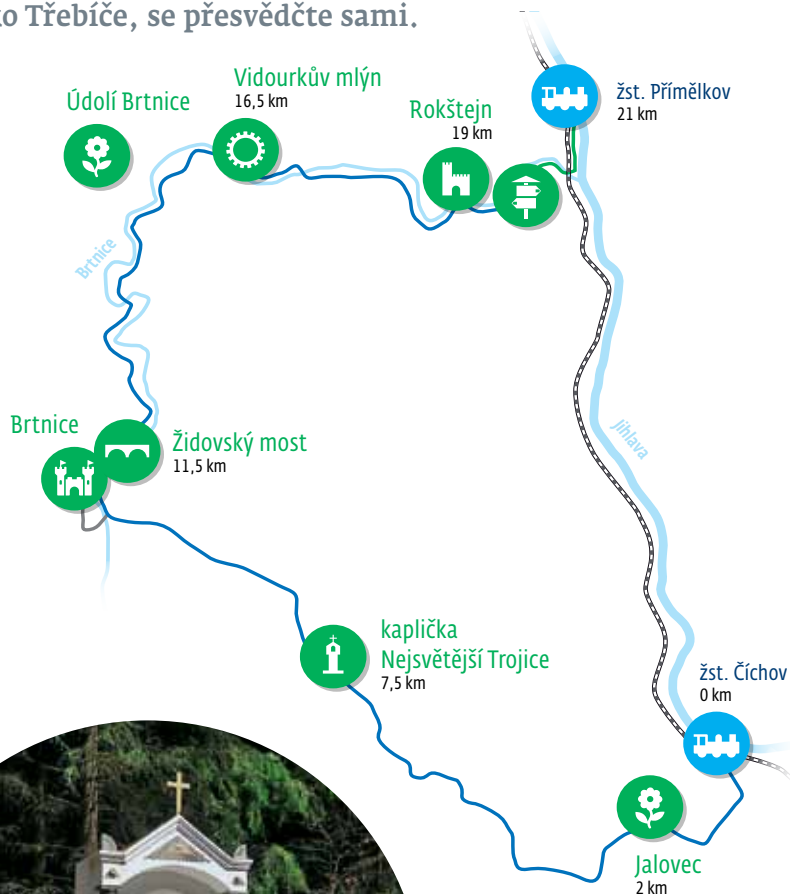 ko Třebíče, se přesvědčte sami.
Vidourkův mlýn
16,5 km
Údolí Brtnice
Rokštejn
19 km
žst. Přímělkov
21 km
Brtnice
Jihlava
Brtnice
Židovský most
11,5 km
kaplička
Nejsvětější Trojice
7,5 km
žst. Číchov
0 km
Jalovec
2 km